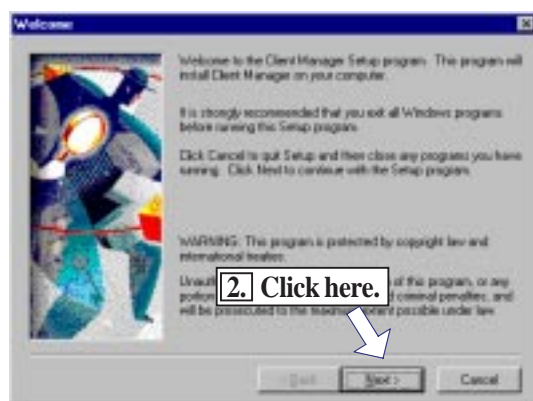 Welcome
Welcome to the Client Manager Setup program. This program will
install Client Manager on your computer.
It is strongly recommended that you exit all Windows programs
before running this Setup program.
Click Cancel to quit Setup and then close any programs you have
running. Click Next to continue with the Setup program.
WARNING: This program is protected by copyright law and
international treaties.
of this program, or any
criminal penalties, and
will be prosecuted to the maximum extent possible under law.
2. Click here.
< Back
Next >
Cancel